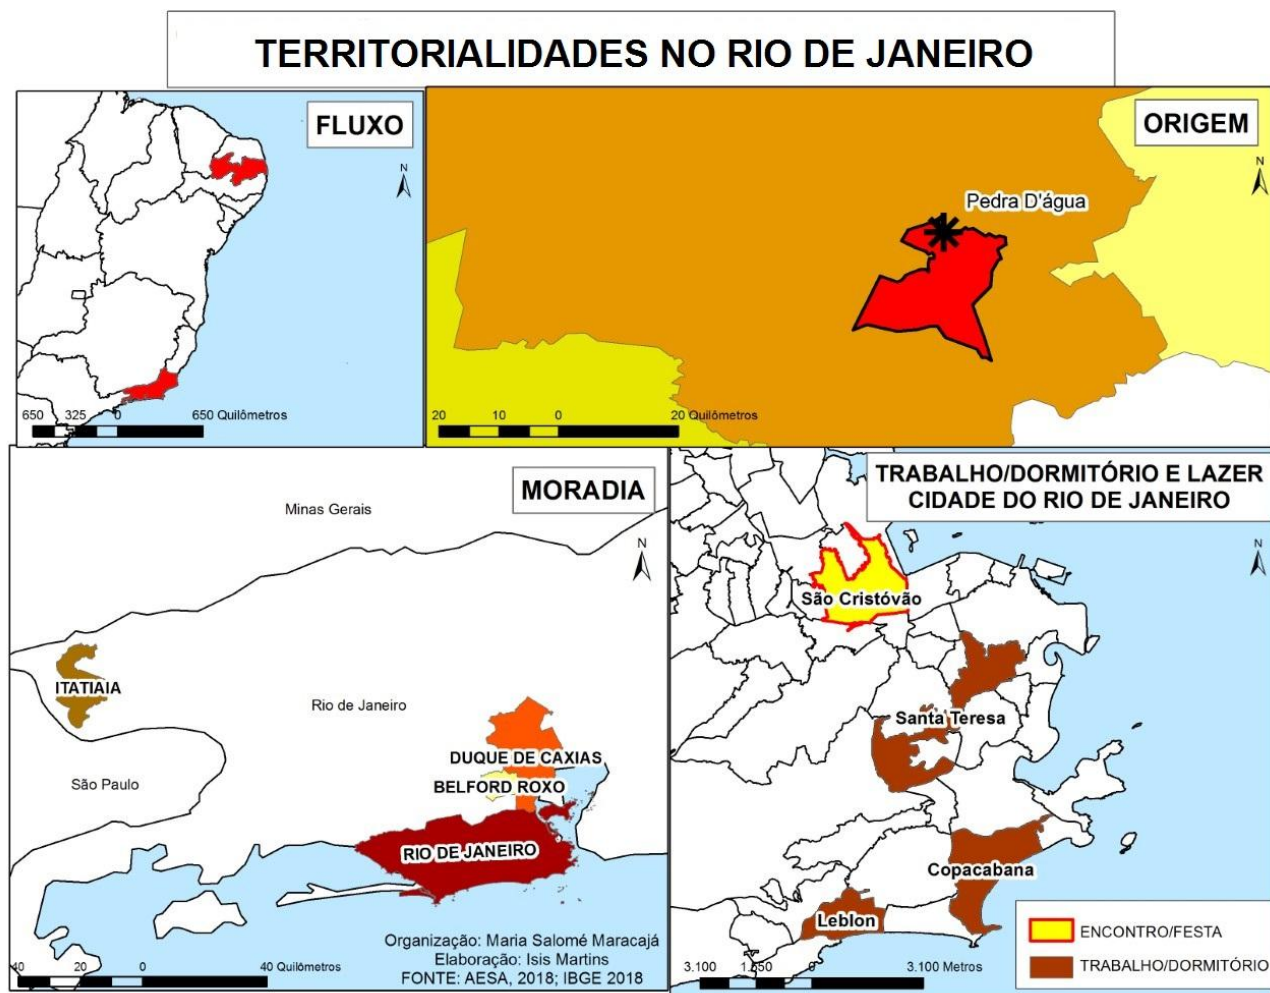 TERRITORIALIDADES NO RIO DE JANEIRO
FLUXO
N
650 325 0 650 Quilômetros
ORIGEM
N
Pedra D'água
20 10 0 20 Quilômetros
MORADIA
N
Minas Gerais
ITATIAIA
Rio de Janeiro
São Paulo
DUQUE DE CAXIAS
BELFORD ROXO
RIO DE JANEIRO
Organização: Maria Salomé Maracajá
Elaboração: Isis Martins
FONTE: AESA, 2018; IBGE 2018
40 20 0 40 Quilômetros
TRABALHO/DORMITÓRIO E LAZER
CIDADE DO RIO DE JANEIRO
N
São Cristóvão
Santa Teresa
Copacabana
Leblon
ENCONTRO/FESTA
TRABALHO/DORMITÓRIO
3.100 1.550 0 3.100 Metros